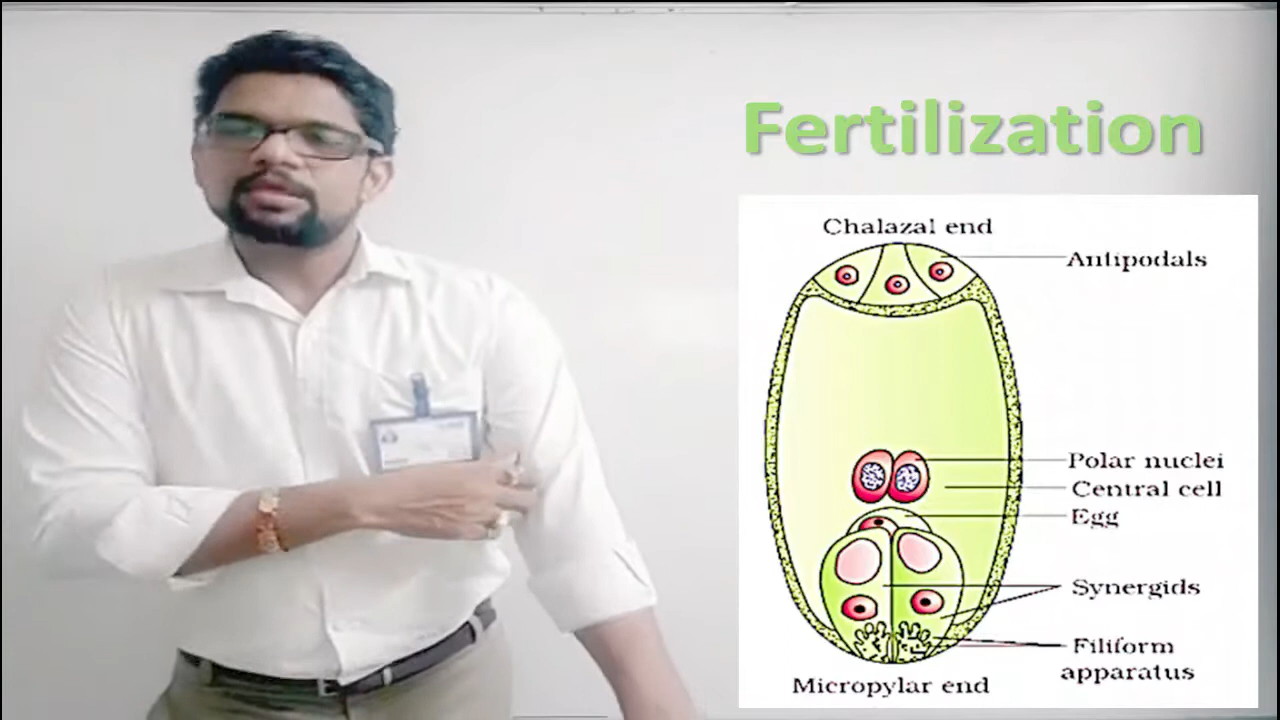 Fertilization
Chalazal end
Antipodals
Polar nuclei
Central cell
Egg
Synergids
Filiform
apparatus
Micropylar end